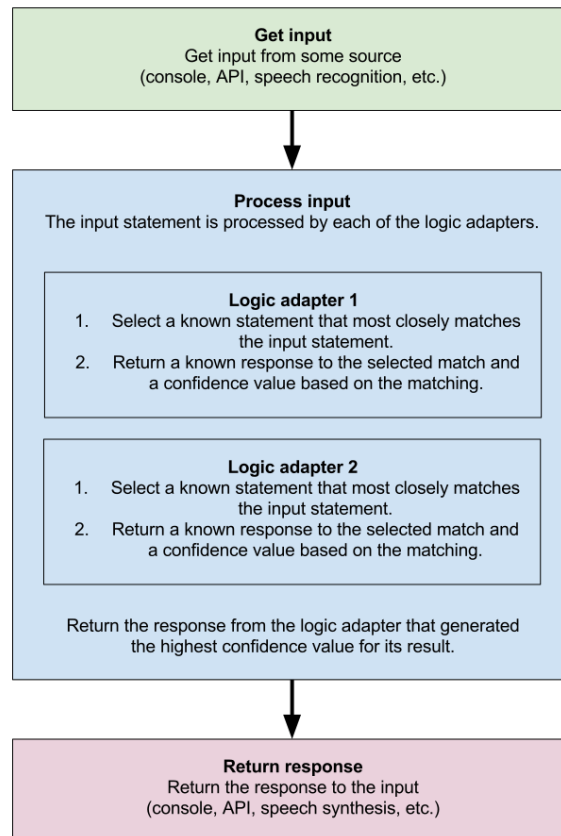 Get input
Get input from some source
(console, API, speech recognition, etc.)
Process input
The input statement is processed by each of the logic adapters.
Logic adapter 1
1. Select a known statement that most closely matches
the input statement.
2. Return a known response to the selected match and
a confidence value based on the matching.
Logic adapter 2
1. Select a known statement that most closely matches
the input statement.
2. Return a known response to the selected match and
a confidence value based on the matching.
Return the response from the logic adapter that generated
the highest confidence value for its result.
Return response
Return the response to the input
(console, API, speech synthesis, etc.)